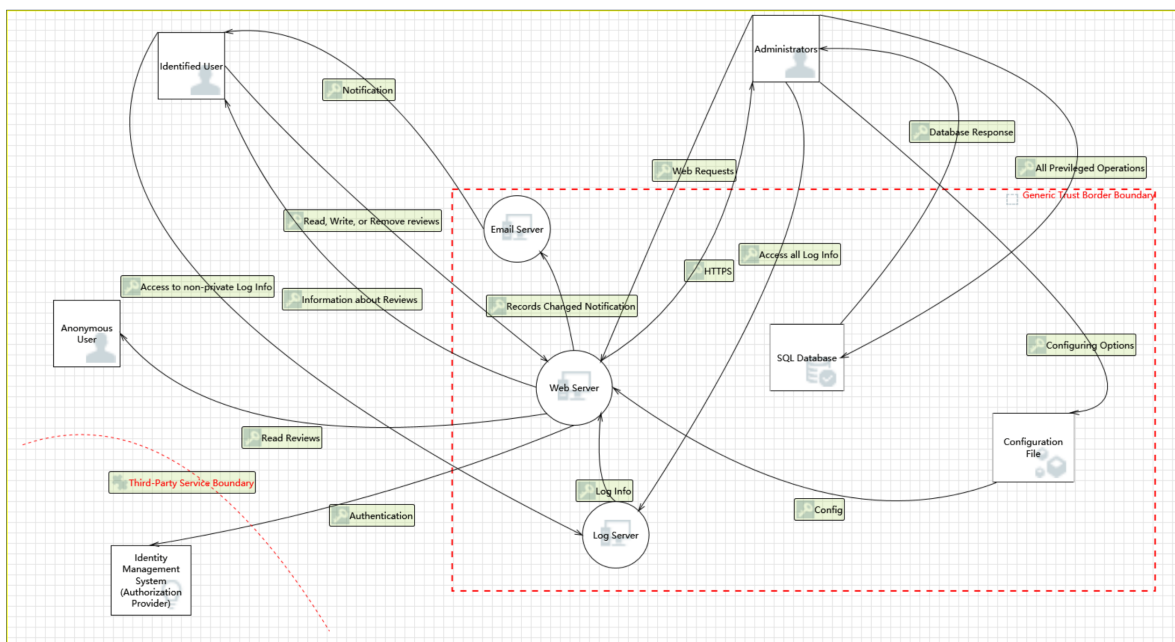 Identified User
Administrators
Notification
Database Response
Web Requests
All Previleged Operations
Generic Trust Border Boundary
Read, Write, or Remove reviews
Email Server
Access all Log Info
HTTPS
Access to non-private Log Info
Information about Reviews
Records Changed Notification
Anonymous
User
Configuring Options
SQL Database
Web Server
Read Reviews
Configuration
File
Third-Party Service Boundary
Log Info
Config
Authentication
Log Server
Identity
Management
System
(Authorization
Provider)